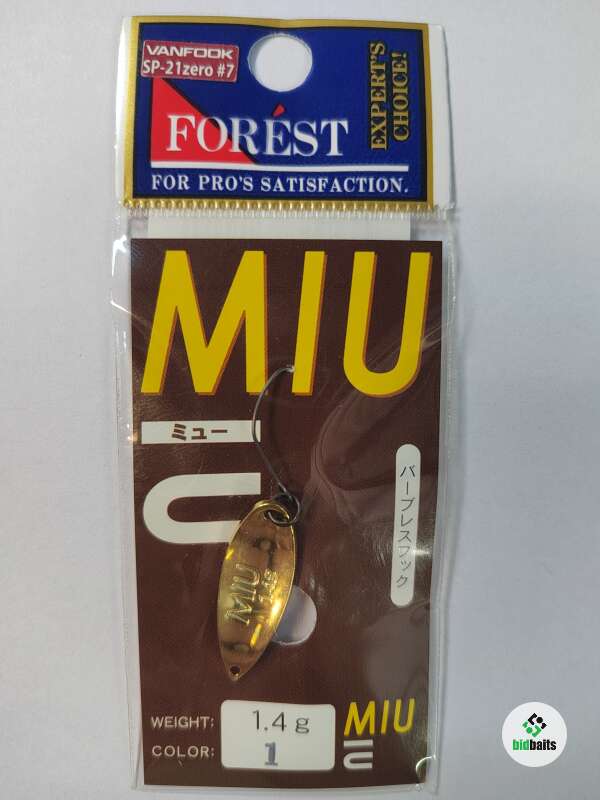 VANFOOK
SP-21zero #7
FORÉST
FOR PRO'S SATISFACTION.
EXPERT'S
CHOICE!
MIU
ミュー
バーブレスフック
MIU
WEIGHT: 1.4g
COLOR: 1
MIU
bidbaits